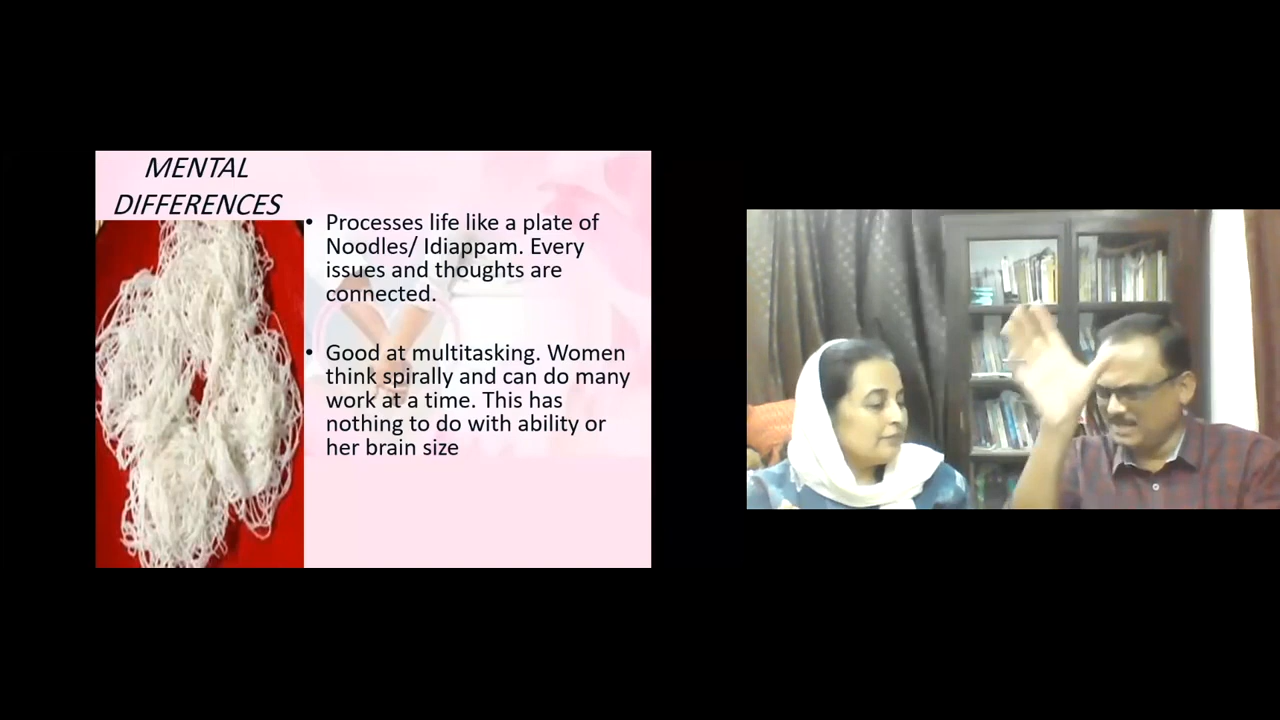 MENTAL
DIFFERENCES
• Processes life like a plate of
Noodles/ Idiappam. Every
issues and thoughts are
connected.
• Good at multitasking. Women
think spirally and can do many
work at a time. This has
nothing to do with ability or
her brain size